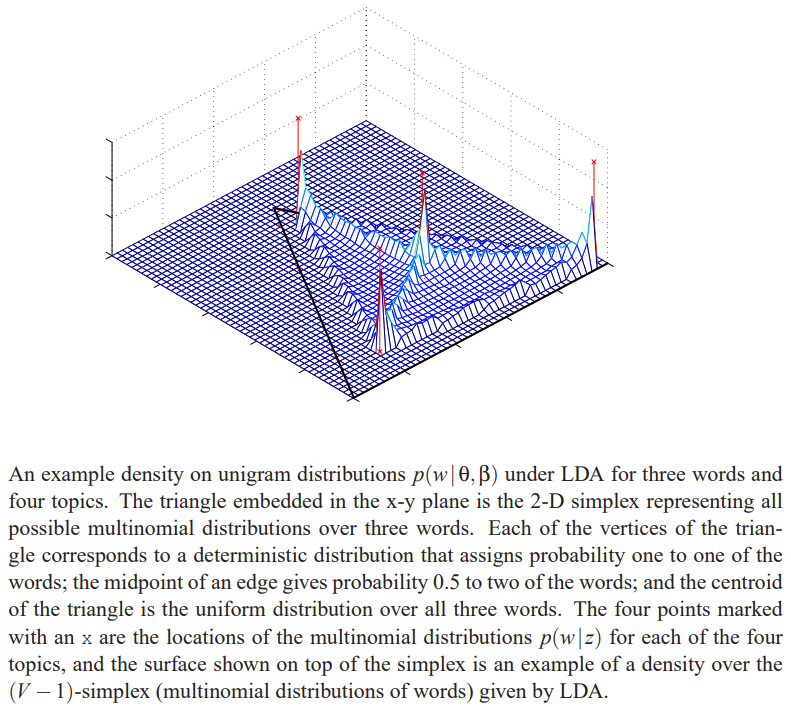 An example density on unigram distributions p(w|θ,β) under LDA for three words and
four topics. The triangle embedded in the x-y plane is the 2-D simplex representing all
possible multinomial distributions over three words. Each of the vertices of the trian-
gle corresponds to a deterministic distribution that assigns probability one to one of the
words; the midpoint of an edge gives probability 0.5 to two of the words; and the centroid
of the triangle is the uniform distribution over all three words. The four points marked
with an x are the locations of the multinomial distributions p(w|z) for each of the four
topics, and the surface shown on top of the simplex is an example of a density over the
(V − 1)-simplex (multinomial distributions of words) given by LDA.